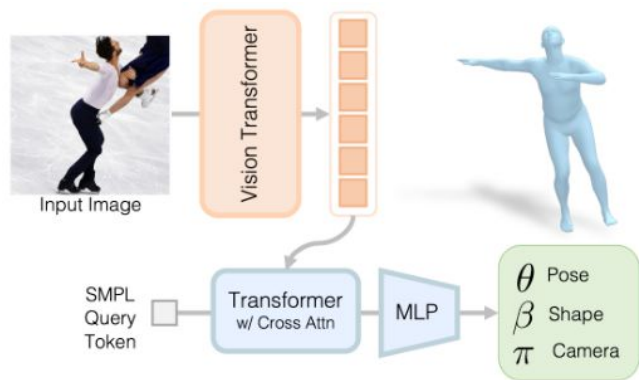 Vision Transformer
Input Image
SMPL
Query
Token
Transformer
w/ Cross Attn
MLP
θ Pose
β Shape
π Camera